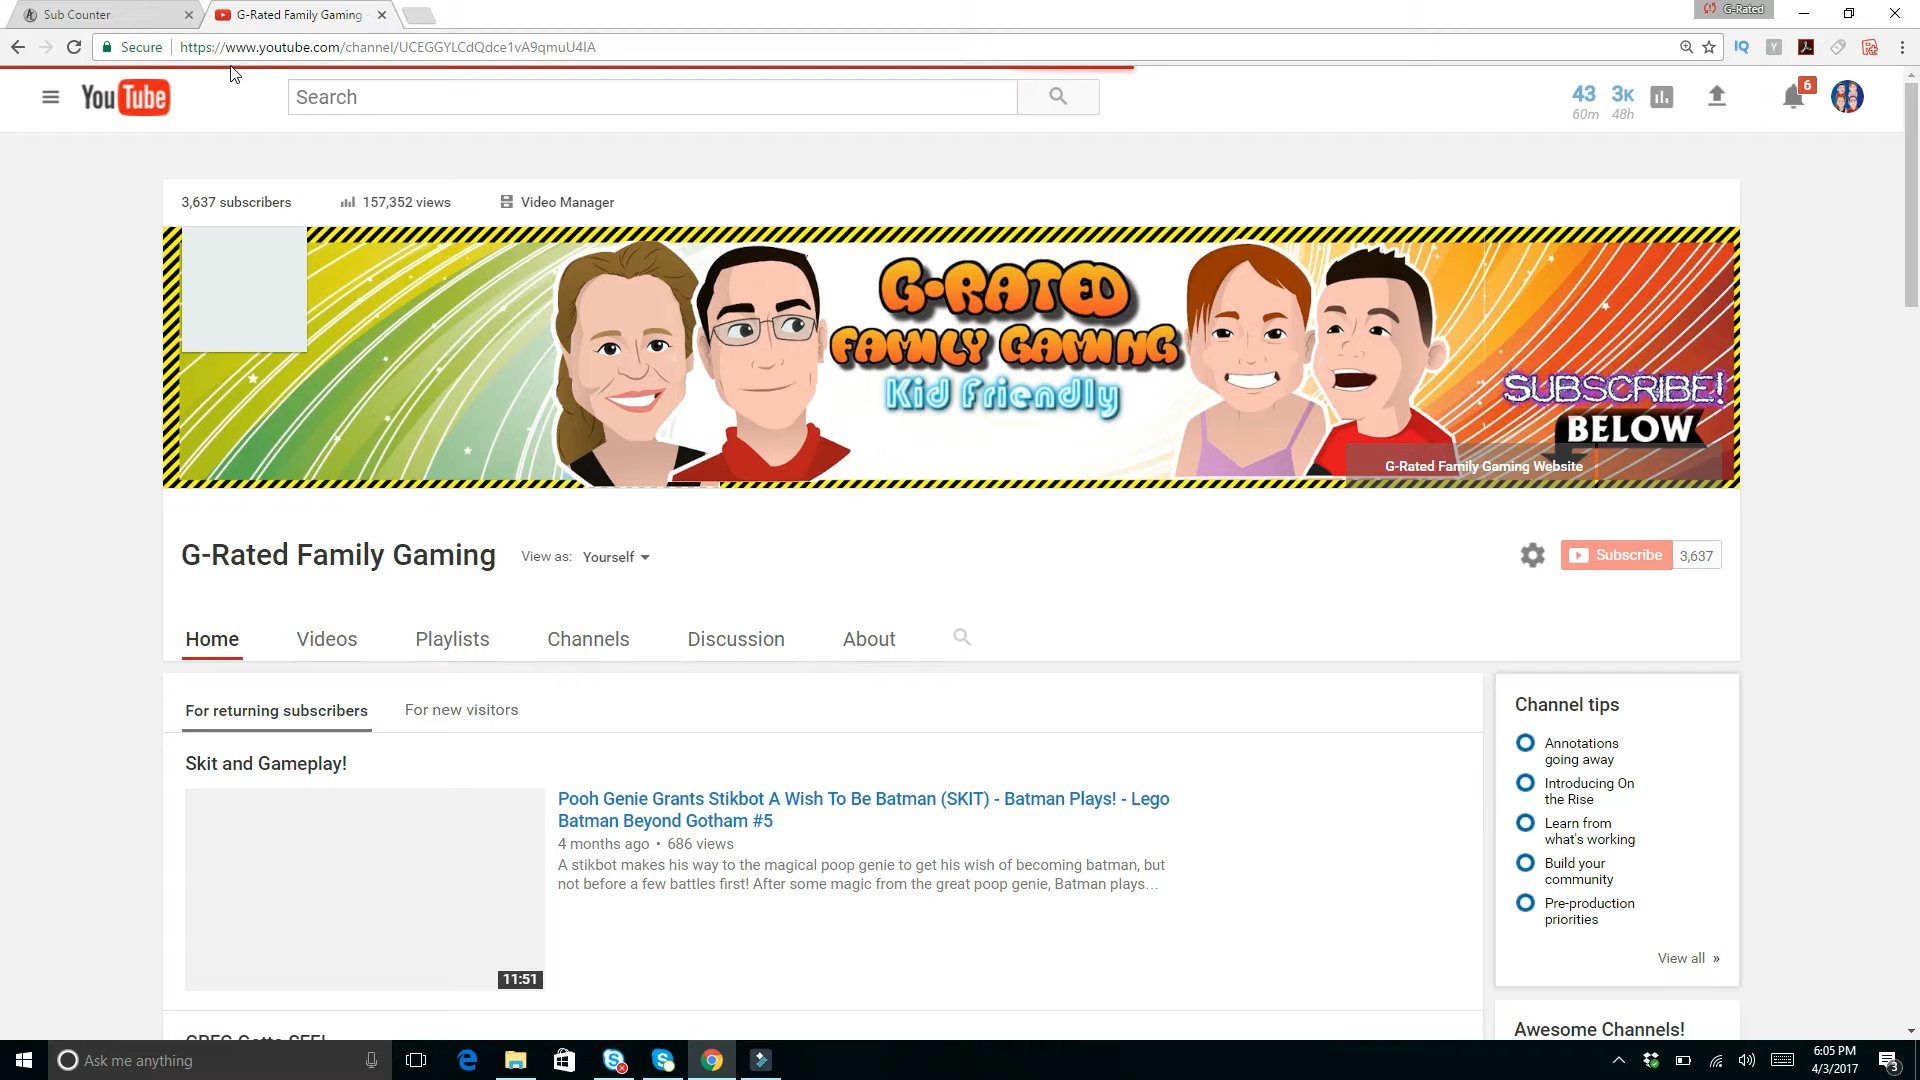 Sub Counter
G-Rated Family Gaming
G-Rated
Secure
https://www.youtube.com/channel/UCEGGYLCdQdce1vA9qmuU4IA
IQ
Y
YouTube
Search
43
60m
3K
48h
6
3,637 subscribers
157,352 views
Video Manager
G-RATED
FAMILY GAMING
Kid Friendly
SUBSCRIBE!
BELOW
G-Rated Family Gaming Website
G-Rated Family Gaming
View as: Yourself
Subscribe 3,637
Home
Videos
Playlists
Channels
Discussion
About
For returning subscribers
For new visitors
Skit and Gameplay!
Pooh Genie Grants Stikbot A Wish To Be Batman (SKIT) - Batman Plays! - Lego
Batman Beyond Gotham #5
4 months ago • 686 views
A stikbot makes his way to the magical poop genie to get his wish of becoming batman, but
not before a few battles first! After some magic from the great poop genie, Batman plays...
11:51
Channel tips
Annotations
going away
Introducing On
the Rise
Learn from
what's working
Build your
community
Pre-production
priorities
View all »
Awesome Channels!
Ask me anything
6:05 PM
4/3/2017
3